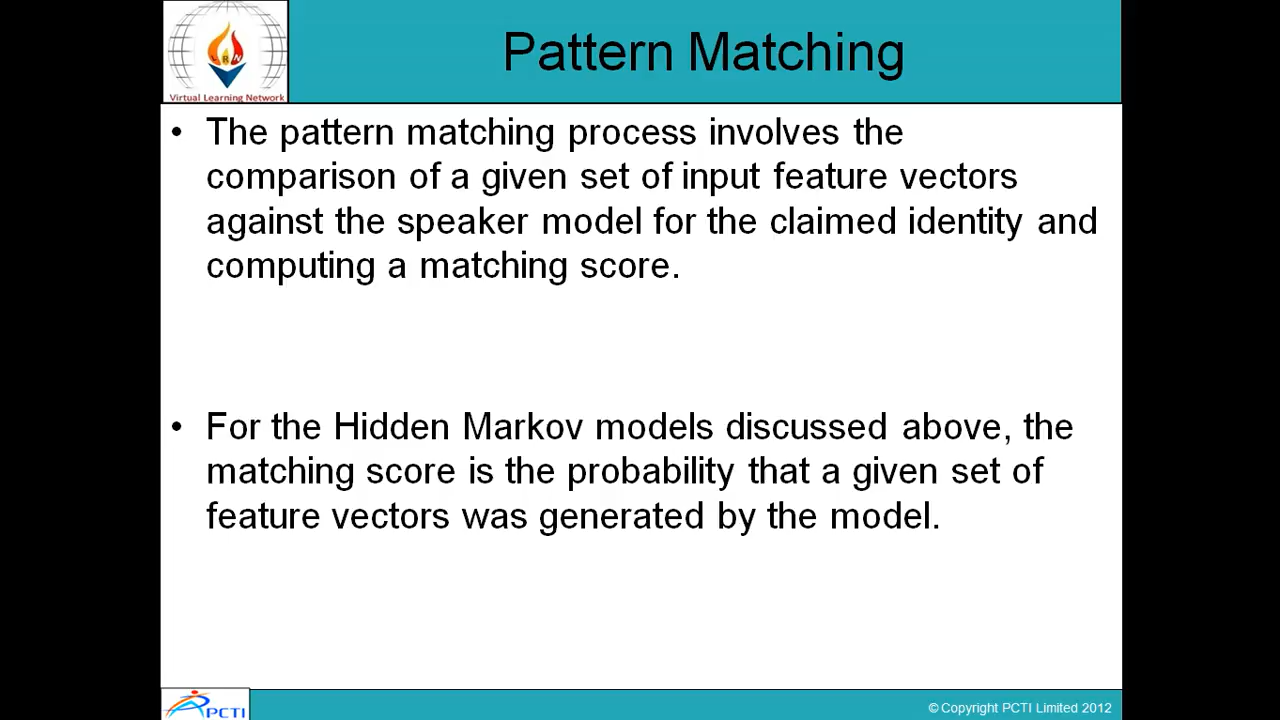 Pattern Matching
Virtual Learning Network
• The pattern matching process involves the
comparison of a given set of input feature vectors
against the speaker model for the claimed identity and
computing a matching score.
• For the Hidden Markov models discussed above, the
matching score is the probability that a given set of
feature vectors was generated by the model.
PCTI
© Copyright PCTI Limited 2012